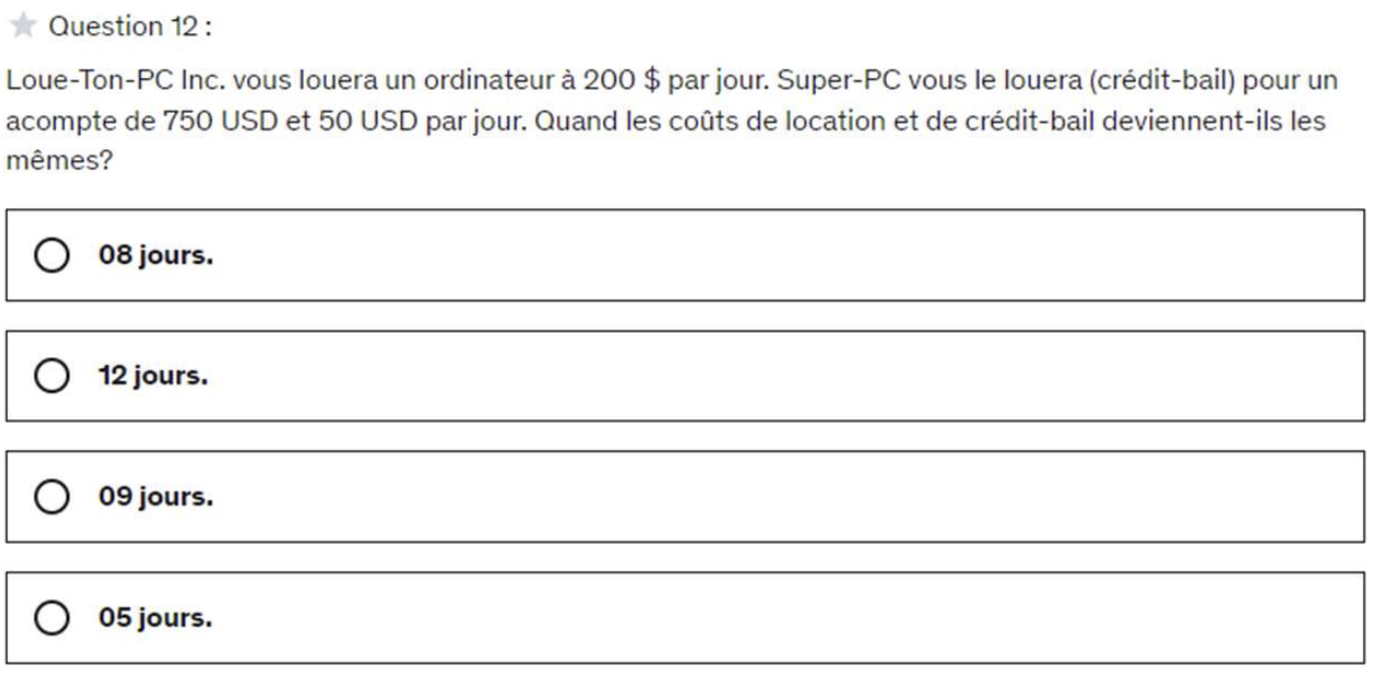 Question 12 :
Loue-Ton-PC Inc. vous louera un ordinateur à 200 $ par jour. Super-PC vous le louera (crédit-bail) pour un
acompte de 750 USD et 50 USD par jour. Quand les coûts de location et de crédit-bail deviennent-ils les
mêmes?
08 jours.
12 jours.
09 jours.
05 jours.